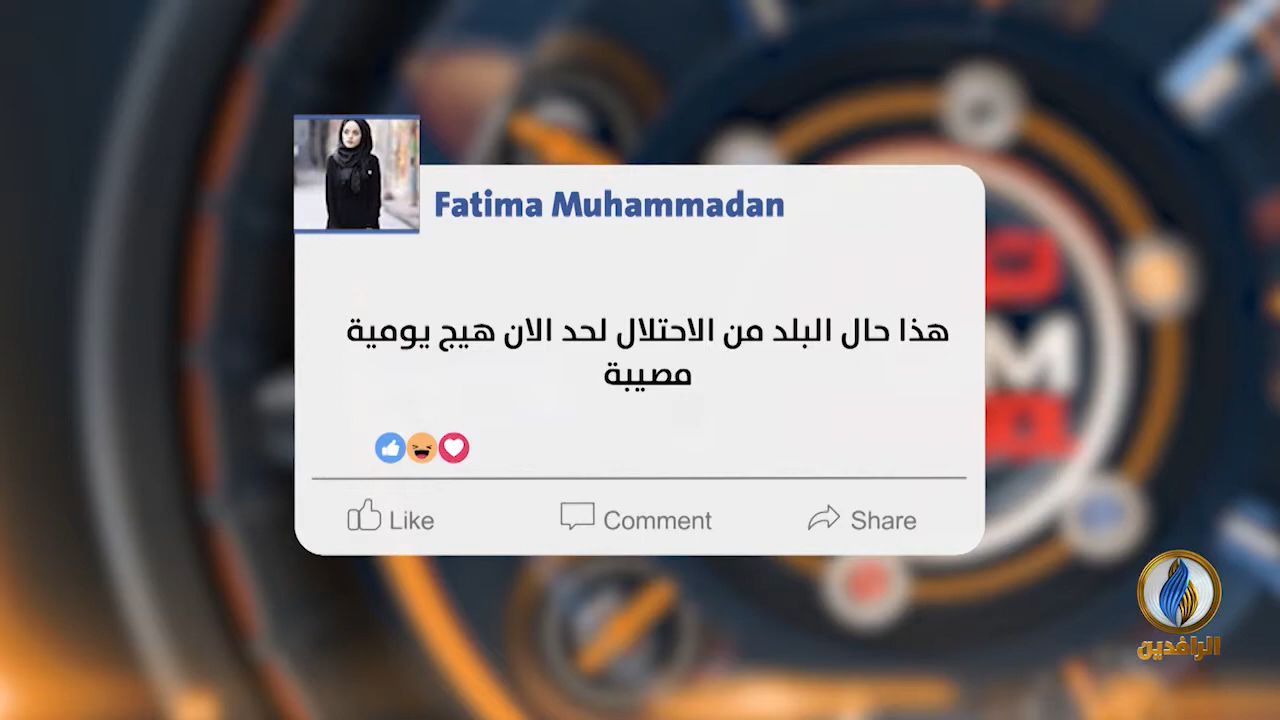 Fatima Muhammadan
هذا حال البلد من الاحتلال لحد الان هيج يومية
مصيبة
Like
Comment
Share
الرافدين